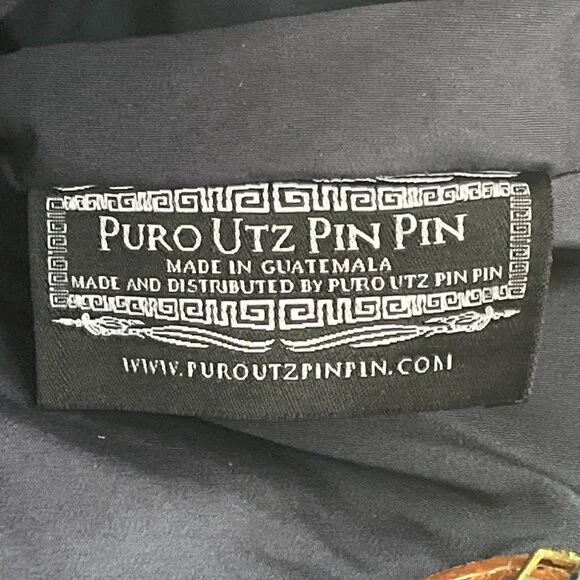 PURO UTZ PIN PIN
MADE IN GUATEMALA
MADE AND DISTRIBUTED BY PURO UTZ PIN PIN
WWW.PUROUTZPINPIN.COM